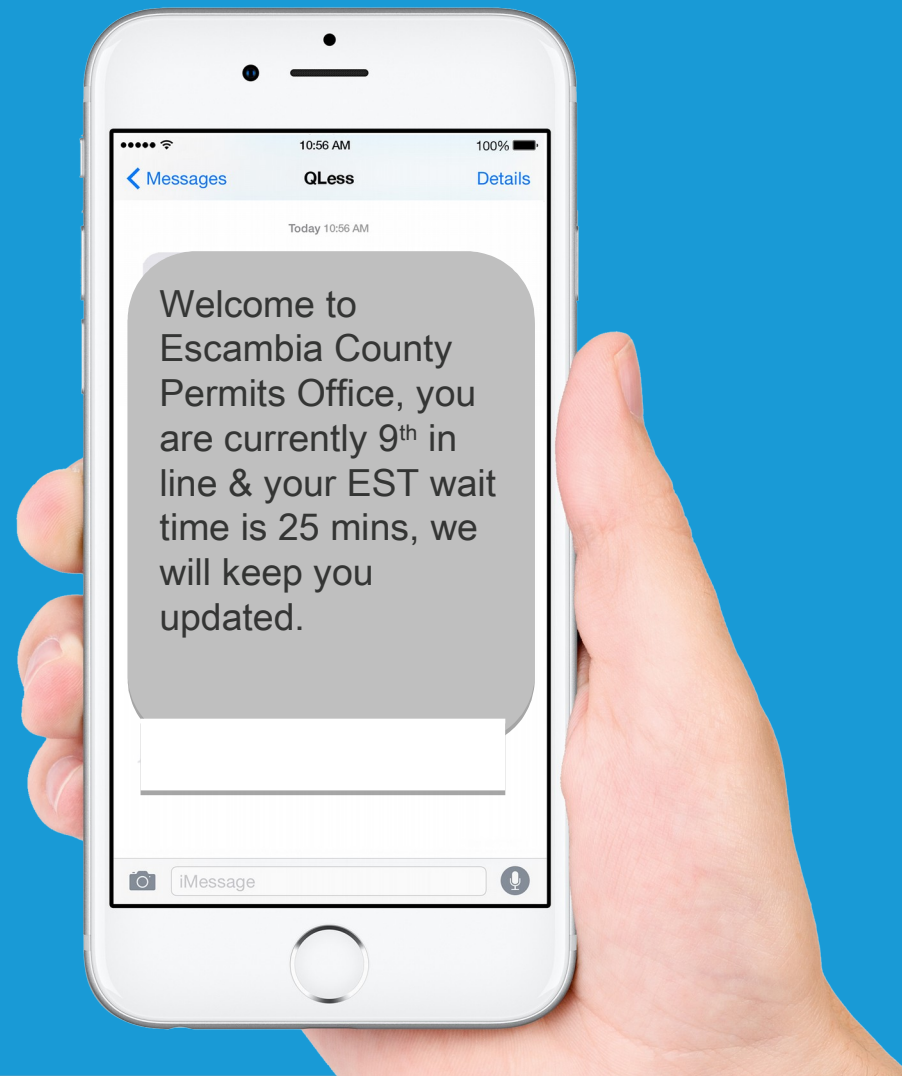 10:56 AM
100%
Messages
QLess
Details
Today 10:56 AM
Welcome to
Escambia County
Permits Office, you
are currently 9th in
line & your EST wait
time is 25 mins, we
will keep you
updated.
iMessage